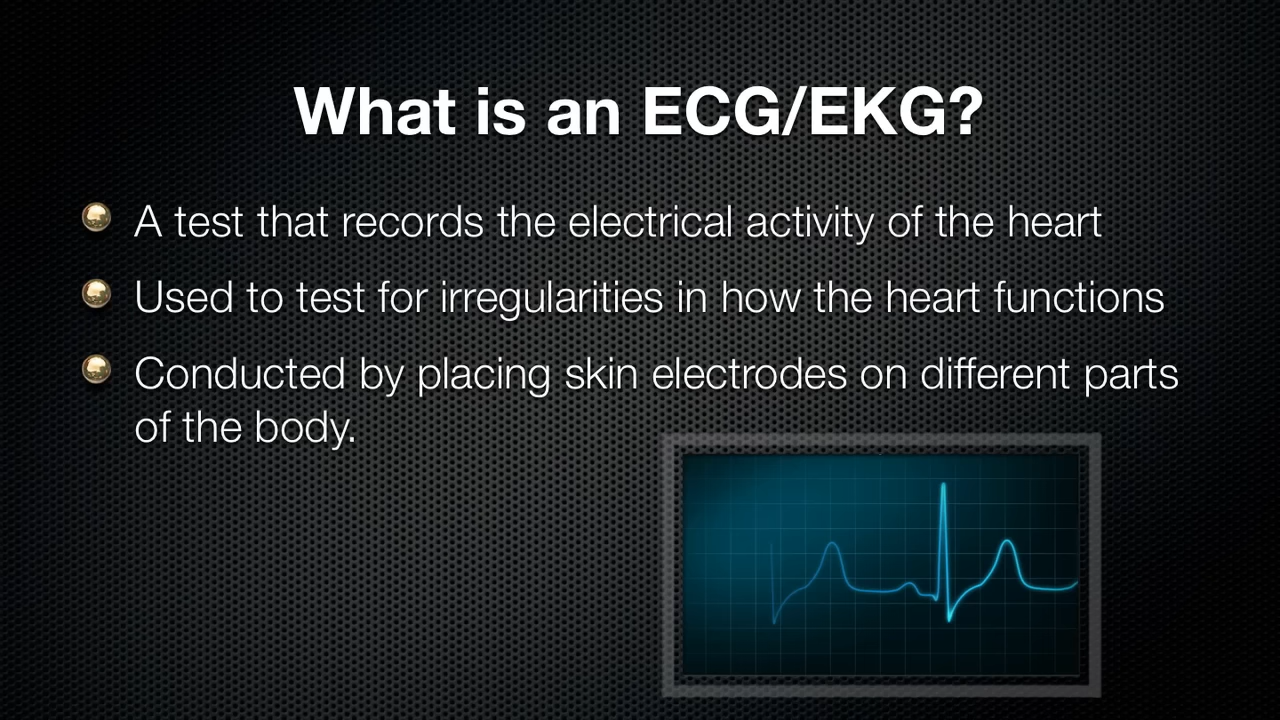 What is an ECG/EKG?
A test that records the electrical activity of the heart
Used to test for irregularities in how the heart functions
Conducted by placing skin electrodes on different parts
of the body.